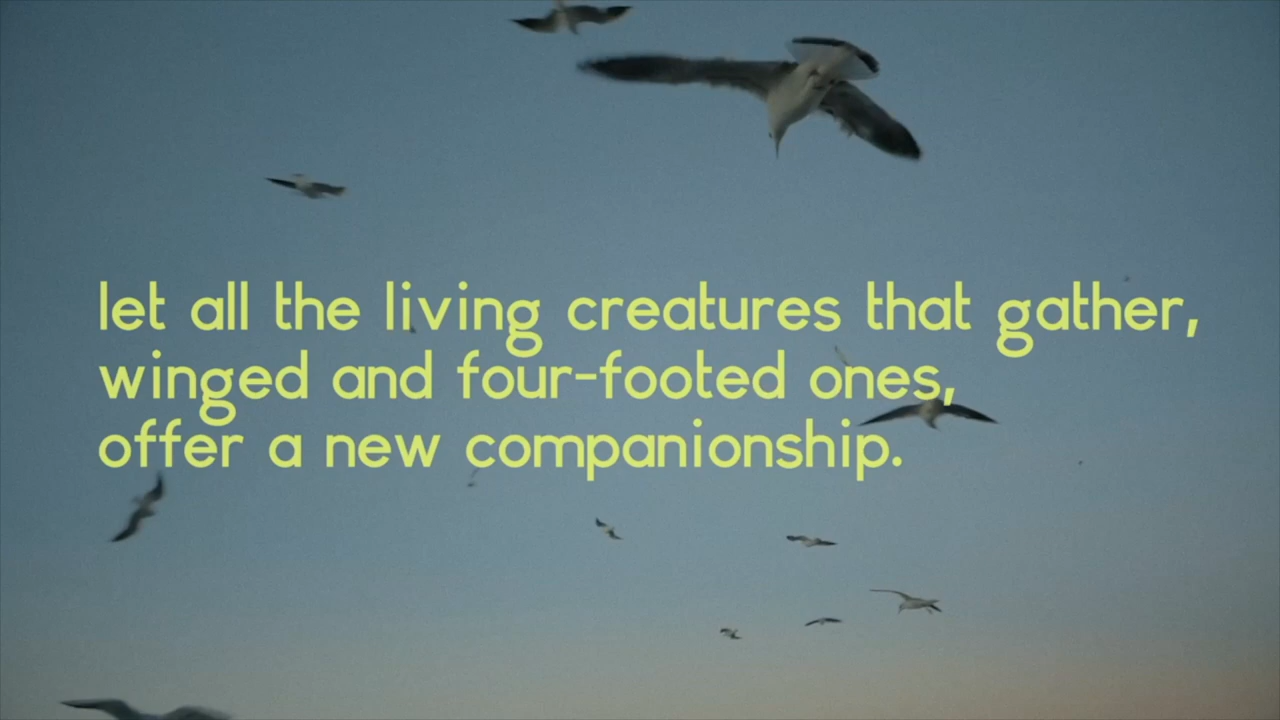 let all the living creatures that gather,
winged and four-footed ones,
offer a new companionship.